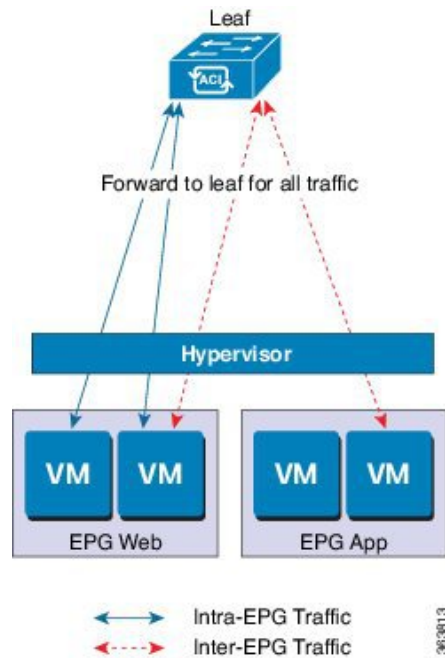 Leaf
ACI
Forward to leaf for all traffic
Hypervisor
VM VM VM VM
EPG Web EPG App
Intra-EPG Traffic
Inter-EPG Traffic
363813